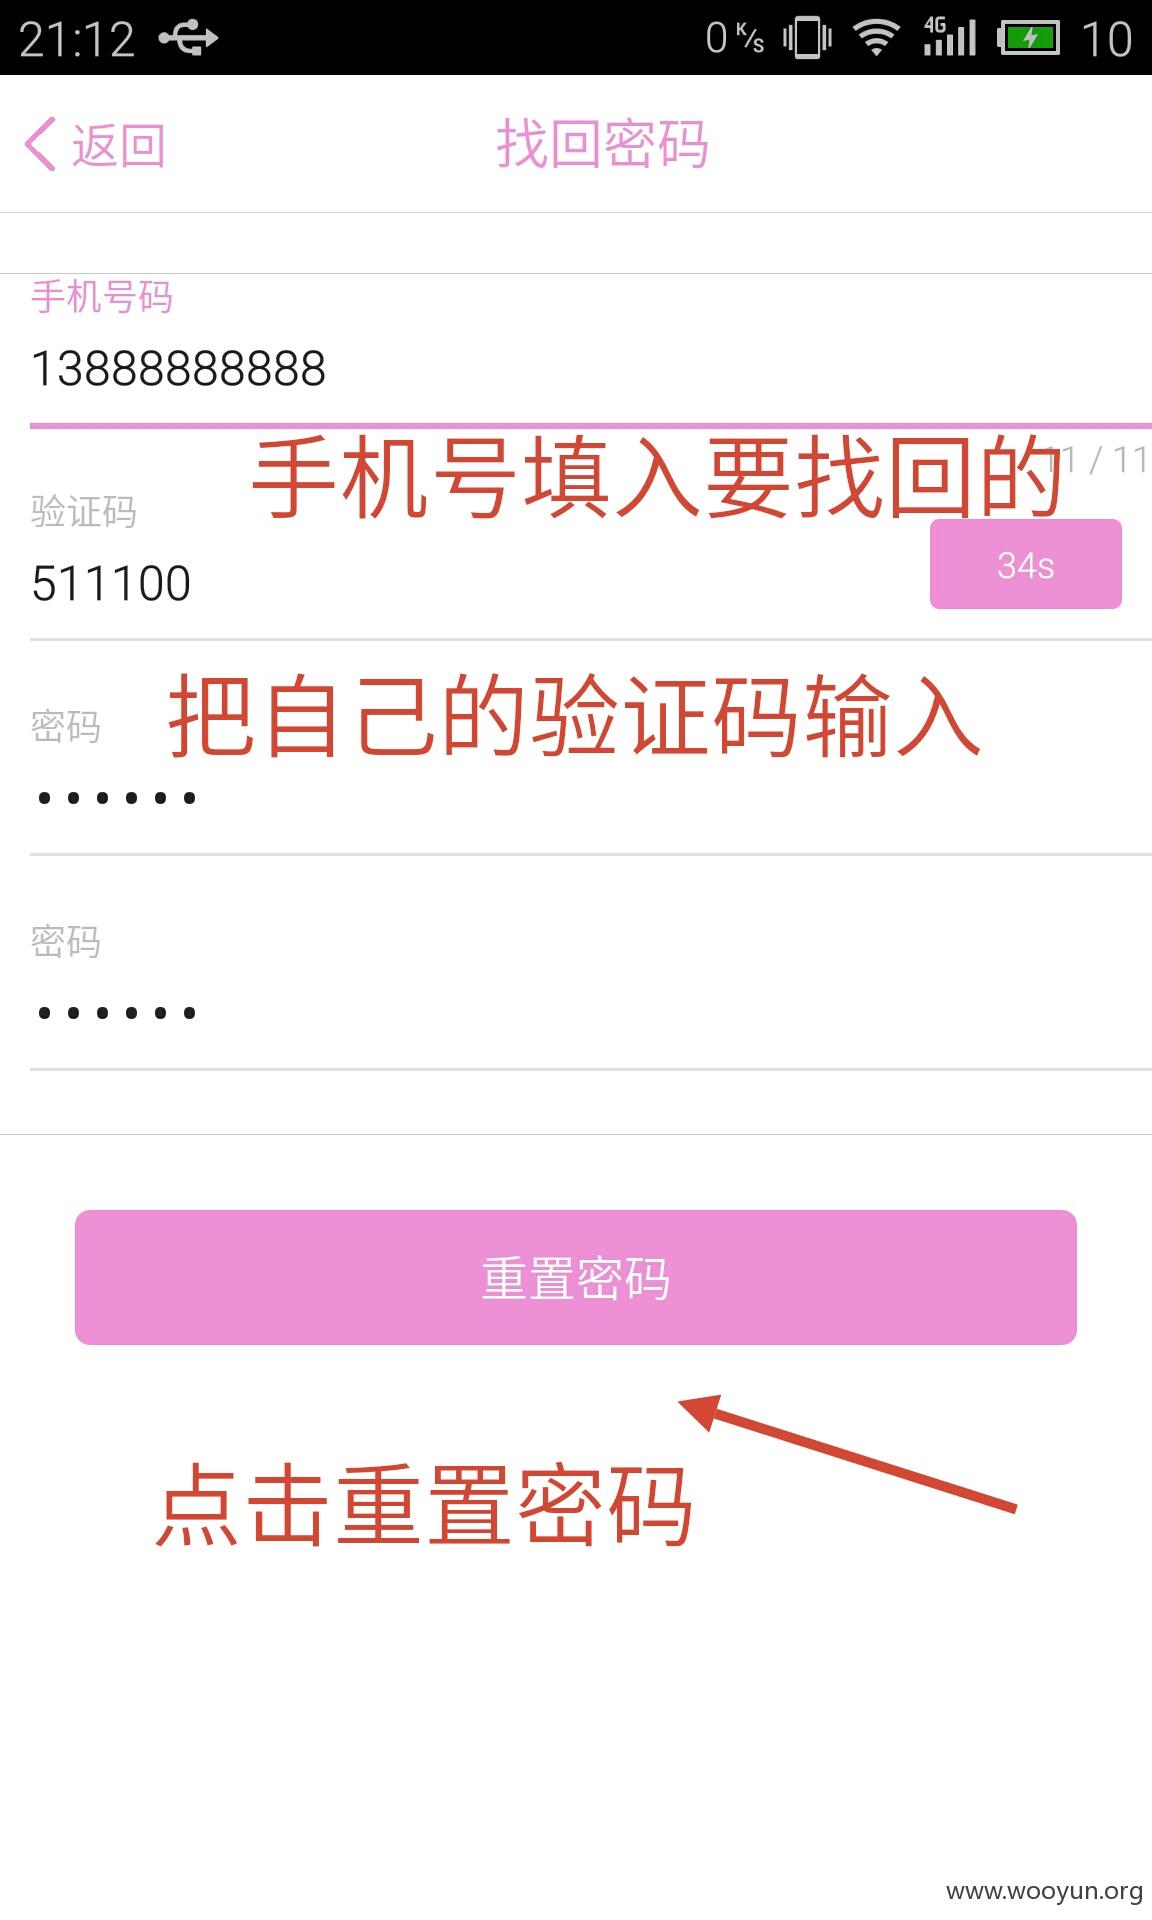 21:12 0 K/s 4G 10
返回 找回密码
手机号码
13888888888
手机号填入要找回的
11 / 11
验证码
511100
34s
把自己的验证码输入
密码
••••••
密码
••••••
重置密码
点击重置密码
www.wooyun.org